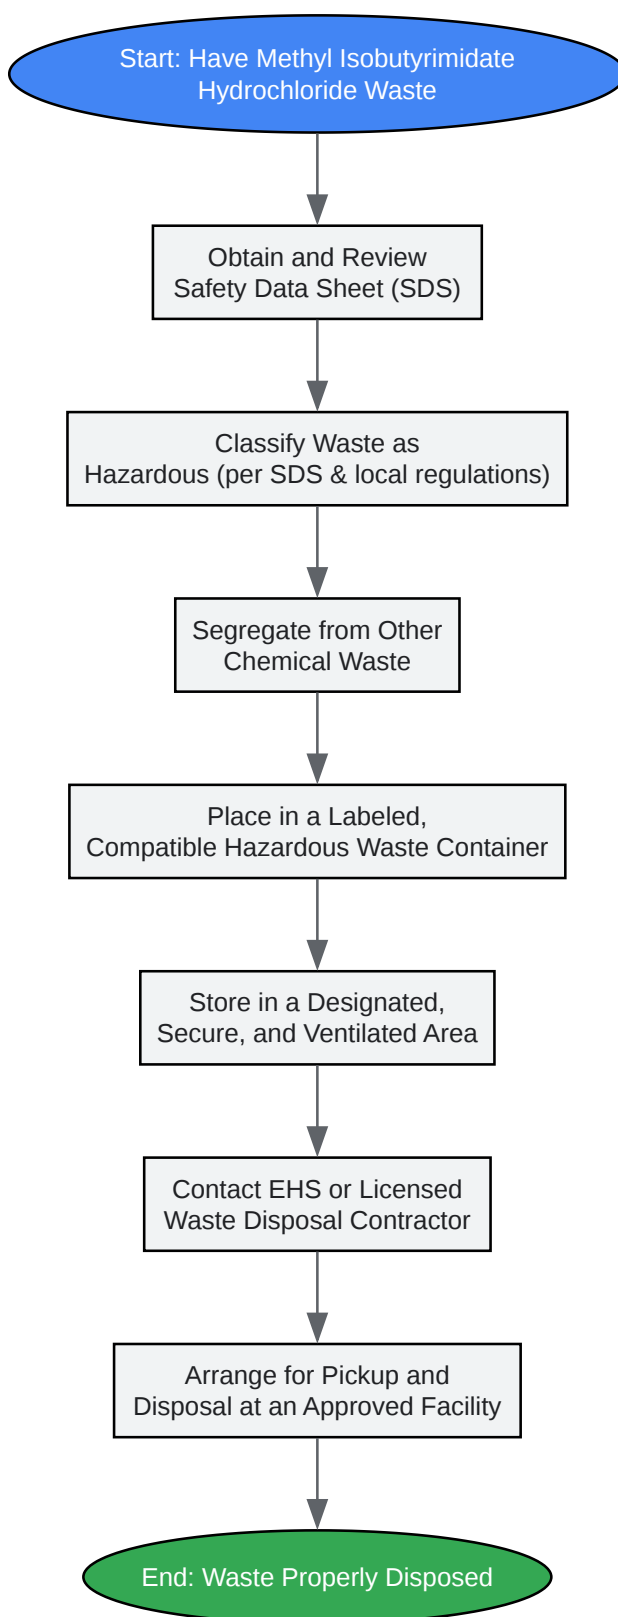 Start: Have Methyl Isobutyrimidate
Hydrochloride Waste
Obtain and Review
Safety Data Sheet (SDS)
Classify Waste as
Hazardous (per SDS & local regulations)
Segregate from Other
Chemical Waste
Place in a Labeled,
Compatible Hazardous Waste Container
Store in a Designated,
Secure, and Ventilated Area
Contact EHS or Licensed
Waste Disposal Contractor
Arrange for Pickup and
Disposal at an Approved Facility
End: Waste Properly Disposed